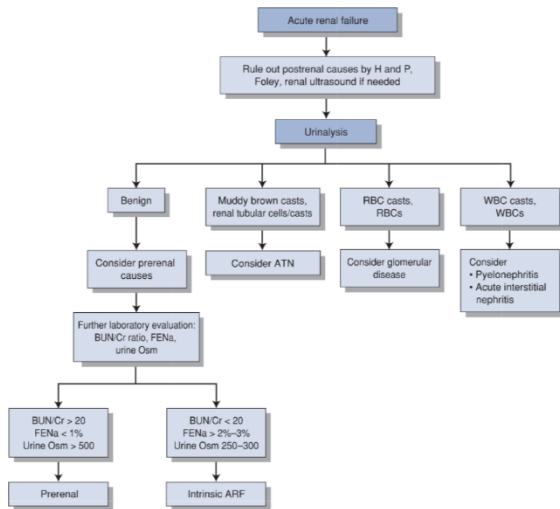 Acute renal failure
Rule out postrenal causes by H and P,
Foley, renal ultrasound if needed
Urinalysis
Benign
Muddy brown casts,
renal tubular cells/casts
RBC casts,
RBCs
WBC casts,
WBCs
Consider prerenal
causes
Consider ATN
Consider glomerular
disease
Consider
• Pyelonephritis
• Acute interstitial
nephritis
Further laboratory evaluation:
BUN/Cr ratio, FENa,
urine Osm
BUN/Cr > 20
FENa < 1%
Urine Osm > 500
BUN/Cr < 20
FENa > 2%–3%
Urine Osm 250–300
Prerenal
Intrinsic ARF